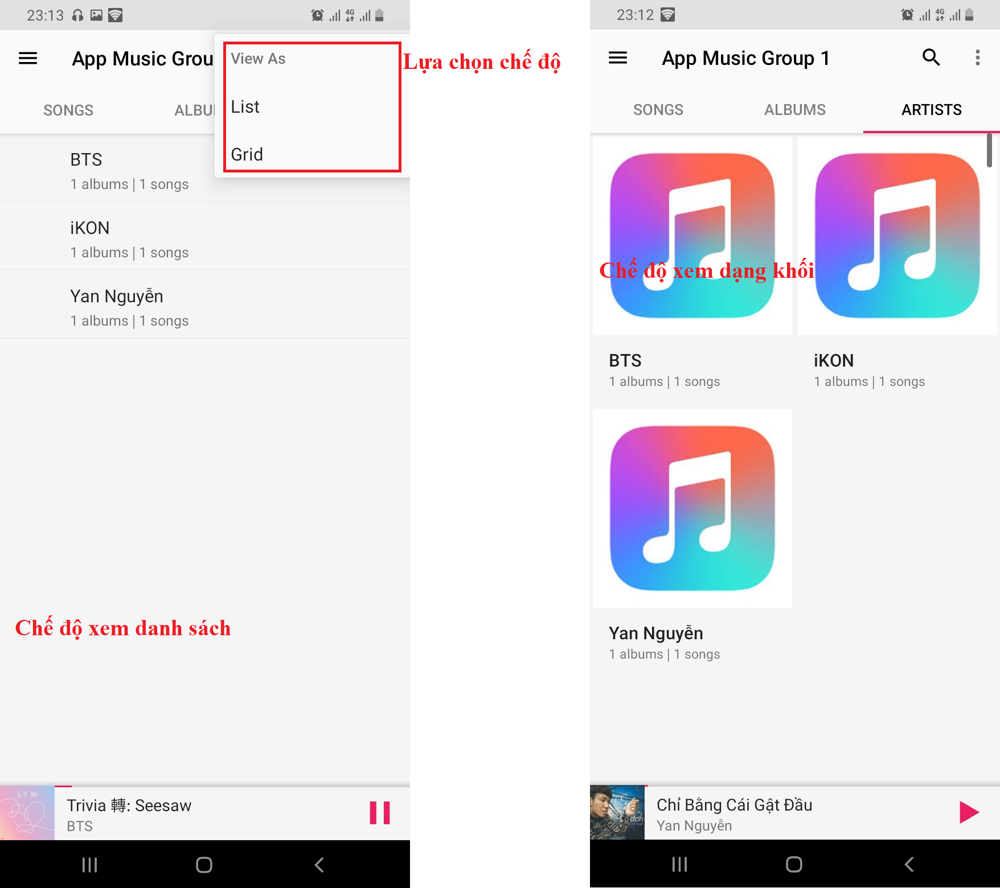 23:13
4G
App Music Grou
View As
Lựa chọn chế độ
List
Grid
SONGS
ALBU
BTS
1 albums | 1 songs
iKON
1 albums | 1 songs
Yan Nguyễn
1 albums | 1 songs
Chế độ xem danh sách
LY 結
Trivia 轉: Seesaw
BTS
23:12
4G
App Music Group 1
SONGS
ALBUMS
ARTISTS
Chế độ xem dạng khối
BTS
1 albums | 1 songs
iKON
1 albums | 1 songs
Yan Nguyễn
1 albums | 1 songs
Chỉ Bằng Cái Gật Đầu
Yan Nguyễn